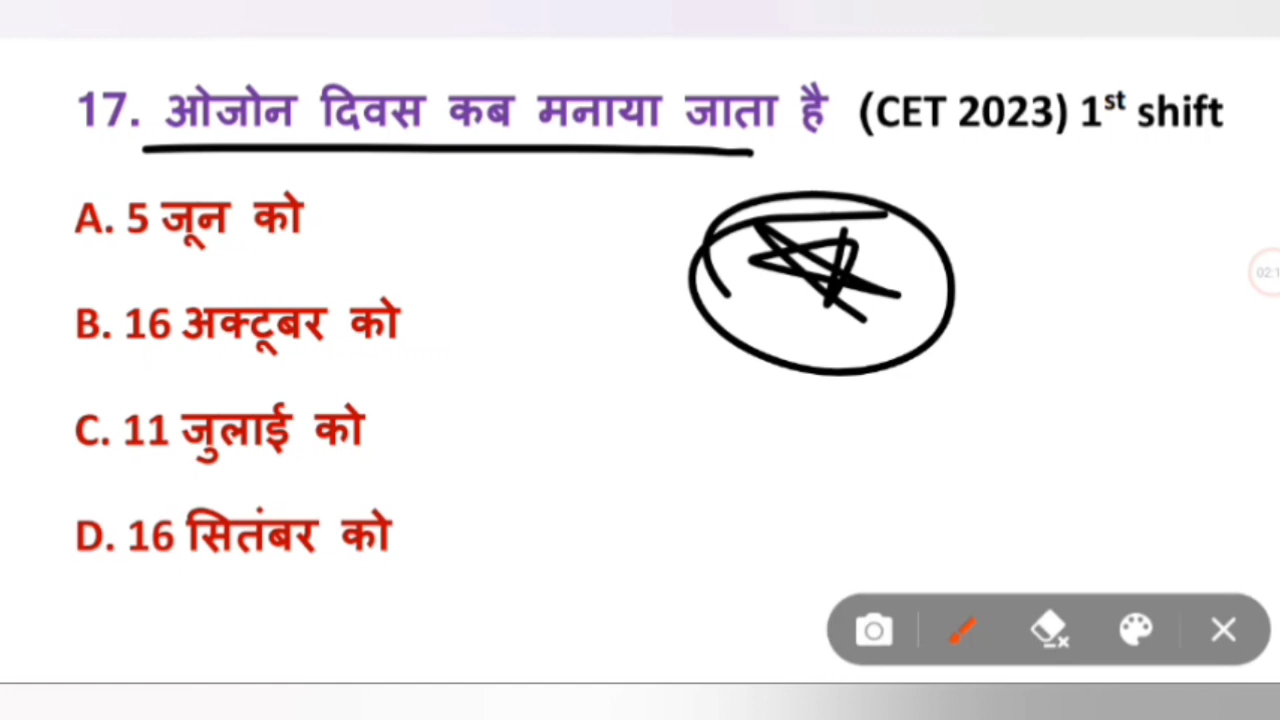 17. ओजोन दिवस कब मनाया जाता है (CET 2023) 1st shift
A. 5 जून को
B. 16 अक्टूबर को
C. 11 जुलाई को
D. 16 सितंबर को